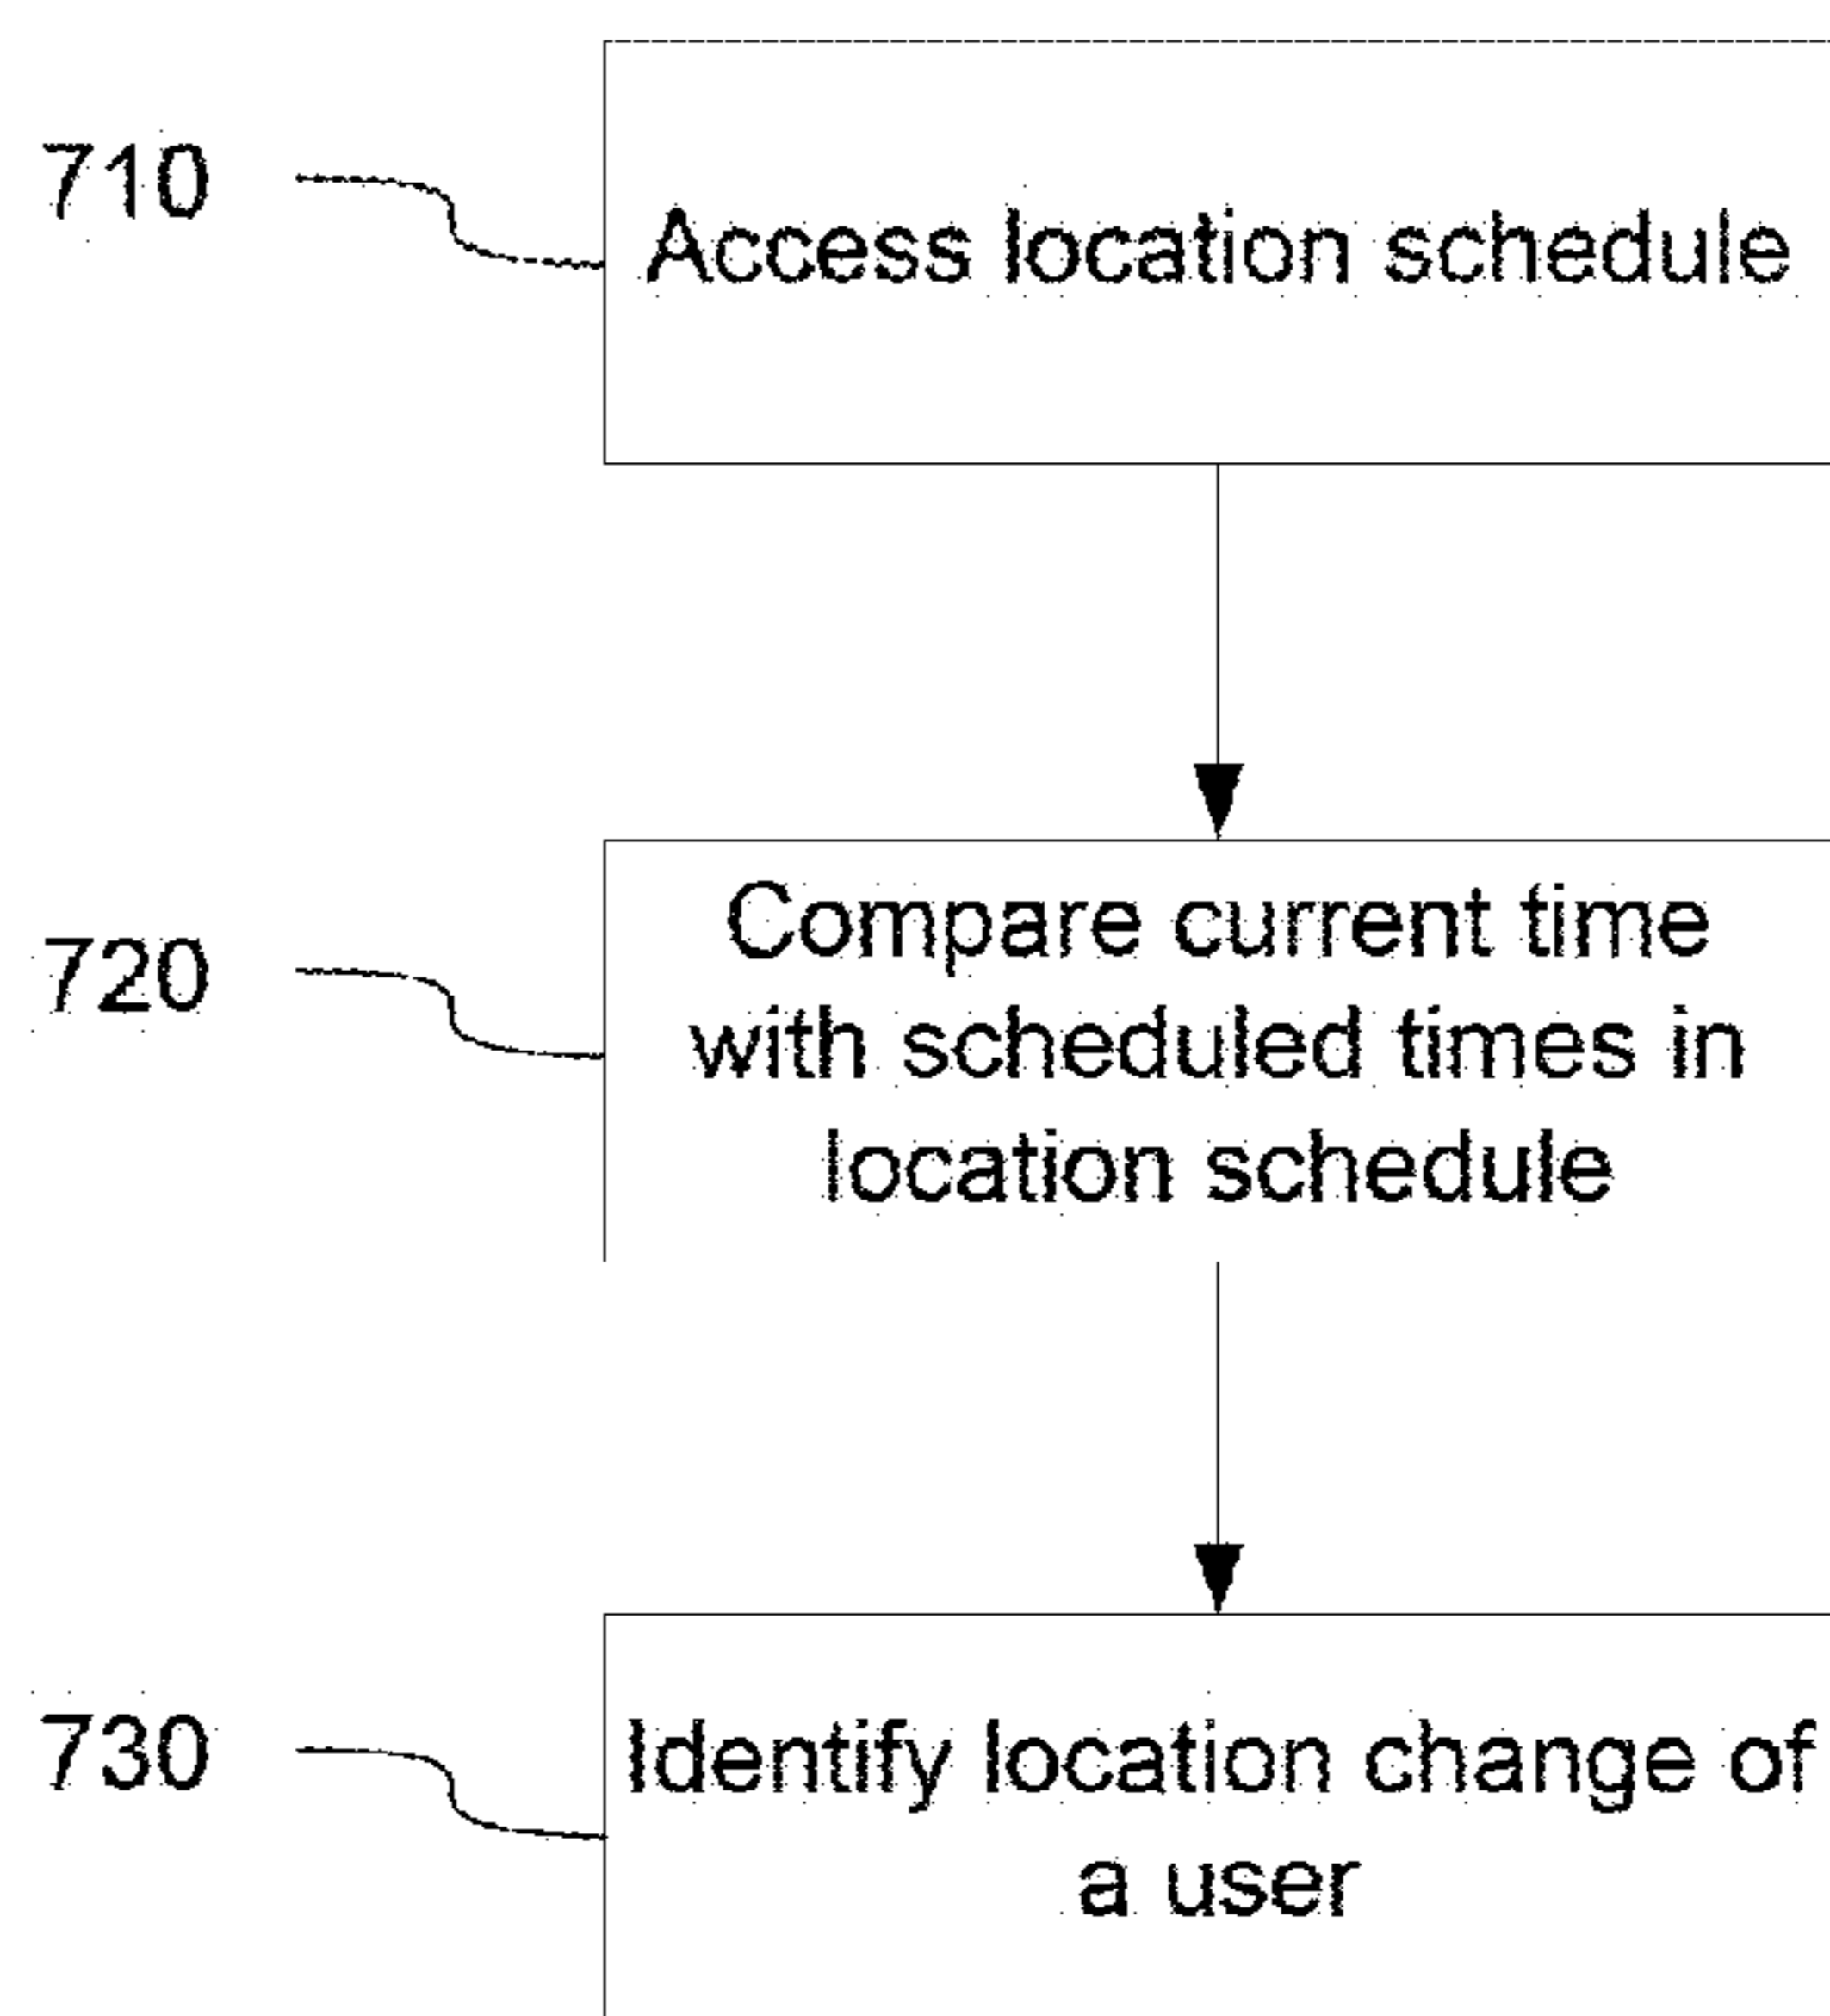 710
Access location schedule
720
Compare current time
with scheduled times in
location schedule
730
Identify location change of
a user